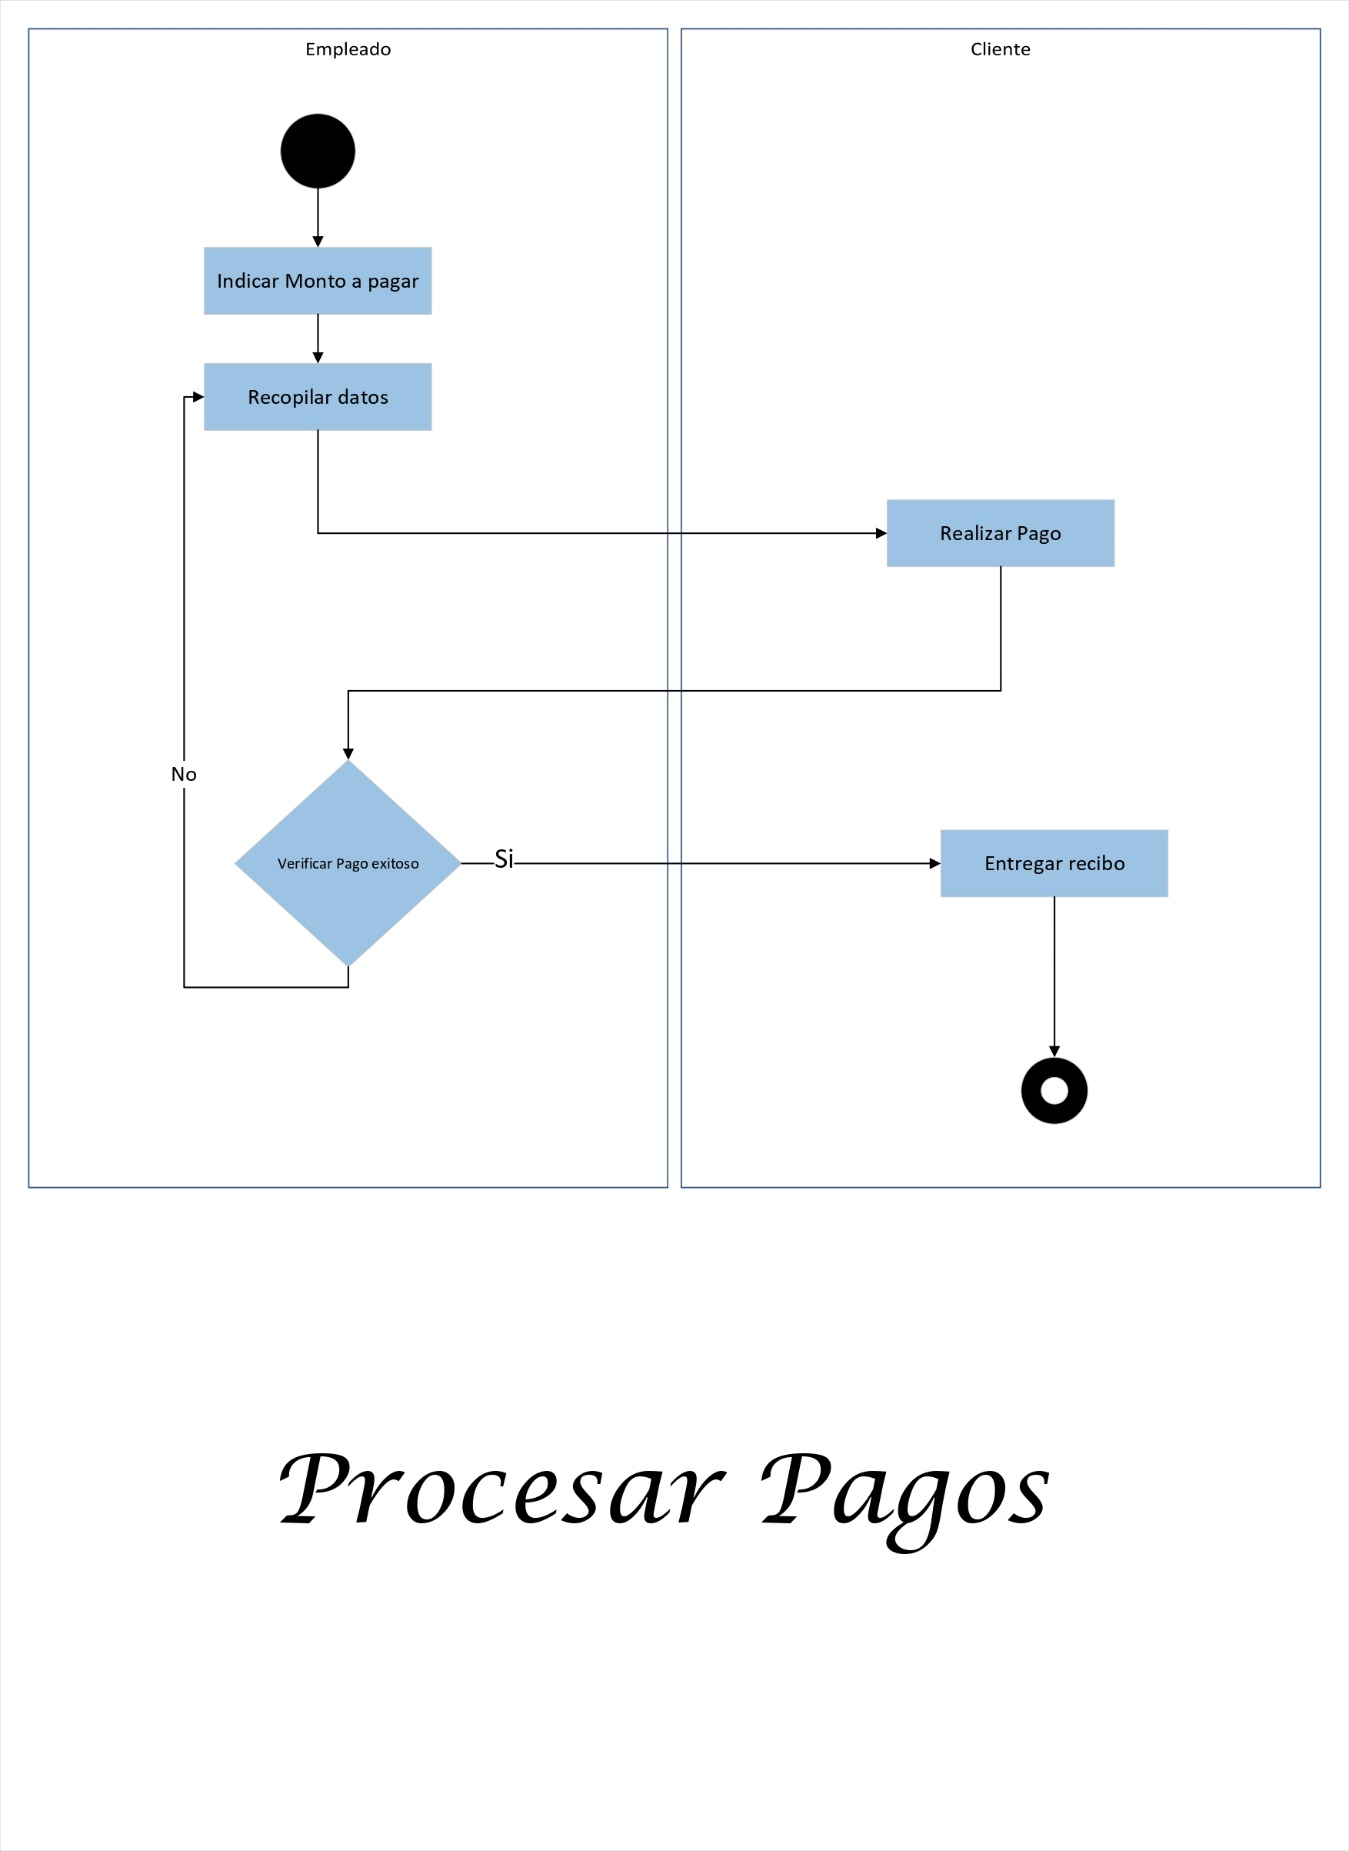 Empleado
Cliente
Indicar Monto a pagar
Recopilar datos
Realizar Pago
No
Verificar Pago exitoso
Si
Entregar recibo
Procesar Pagos